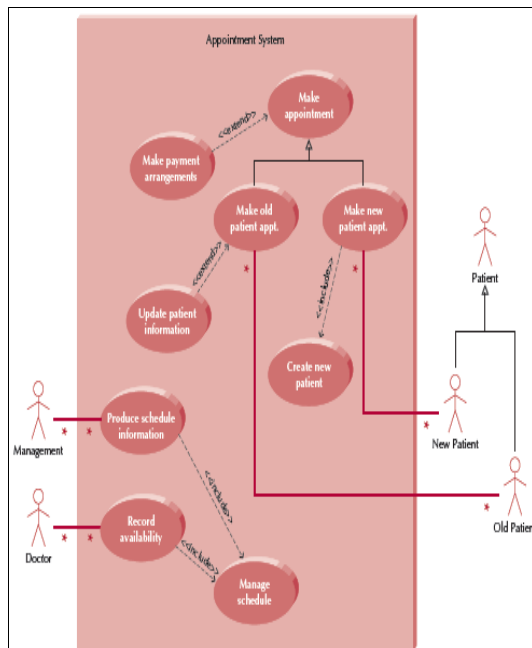 Appointment System
Make
appointment
<<extend>>
Make payment
arrangements
Make old
patient appt.
Make new
patient appt.
*
*
<<extend>>
<<include>>
Patient
Update patient
information
Create new
patient
Produce schedule
information
*
*
Management
*
New Patient
<<include>>
*
Old Patien
Record
availability
*
*
Doctor
<<include>>
Manage
schedule